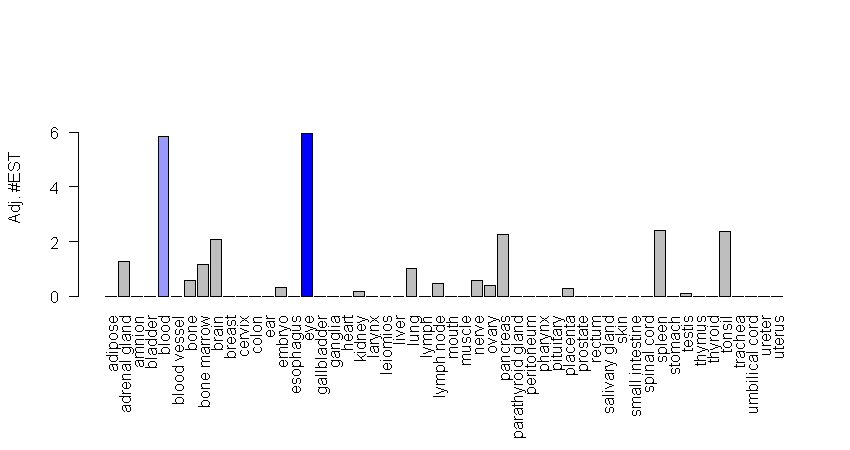 Adj. #EST
6
4
2
0
adipose
adrenal gland
amnion
bladder
blood
blood vessel
bone
bone marrow
brain
breast
cervix
colon
ear
embryo
esophagus
eye
gallbladder
ganglia
heart
kidney
larynx
leiomios
liver
lung
lymph
lymph node
mouth
muscle
nerve
ovary
pancreas
parathyroid gland
peritoneum
pharynx
pituitary
placenta
prostate
rectum
salivary gland
skin
small intestine
spinal cord
spleen
stomach
testis
thymus
thyroid
tonsil
trachea
umbilical cord
ureter
uterus